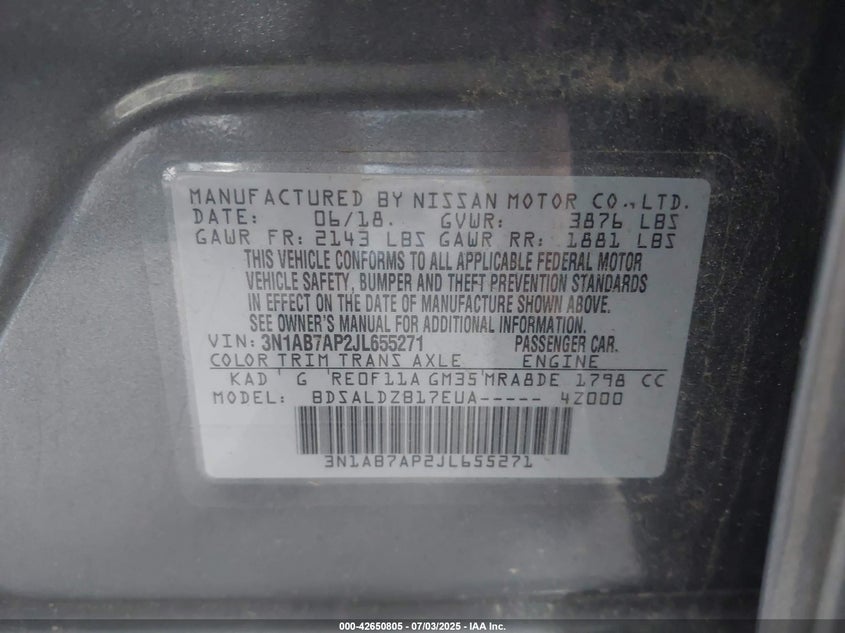 MANUFACTURED BY NISSAN MOTOR CO.,LTD.
DATE: 06/18. GVWR: 3876 LBS
GAWR FR: 2143 LBS GAWR RR: 1881 LBS
THIS VEHICLE CONFORMS TO ALL APPLICABLE FEDERAL MOTOR
VEHICLE SAFETY, BUMPER AND THEFT PREVENTION STANDARDS
IN EFFECT ON THE DATE OF MANUFACTURE SHOWN ABOVE.
SEE OWNER'S MANUAL FOR ADDITIONAL INFORMATION.
VIN: 3N1AB7AP2JL655271 PASSENGER CAR.
COLOR TRIM TRANS AXLE ENGINE
KAD G RE0F11A GM35 MRA8DE 1798 CC
MODEL: BDSALDZB17EUA----- 4Z000
3N1AB7AP2JL655271
000-42650805 - 07/03/2025 - IAA Inc.